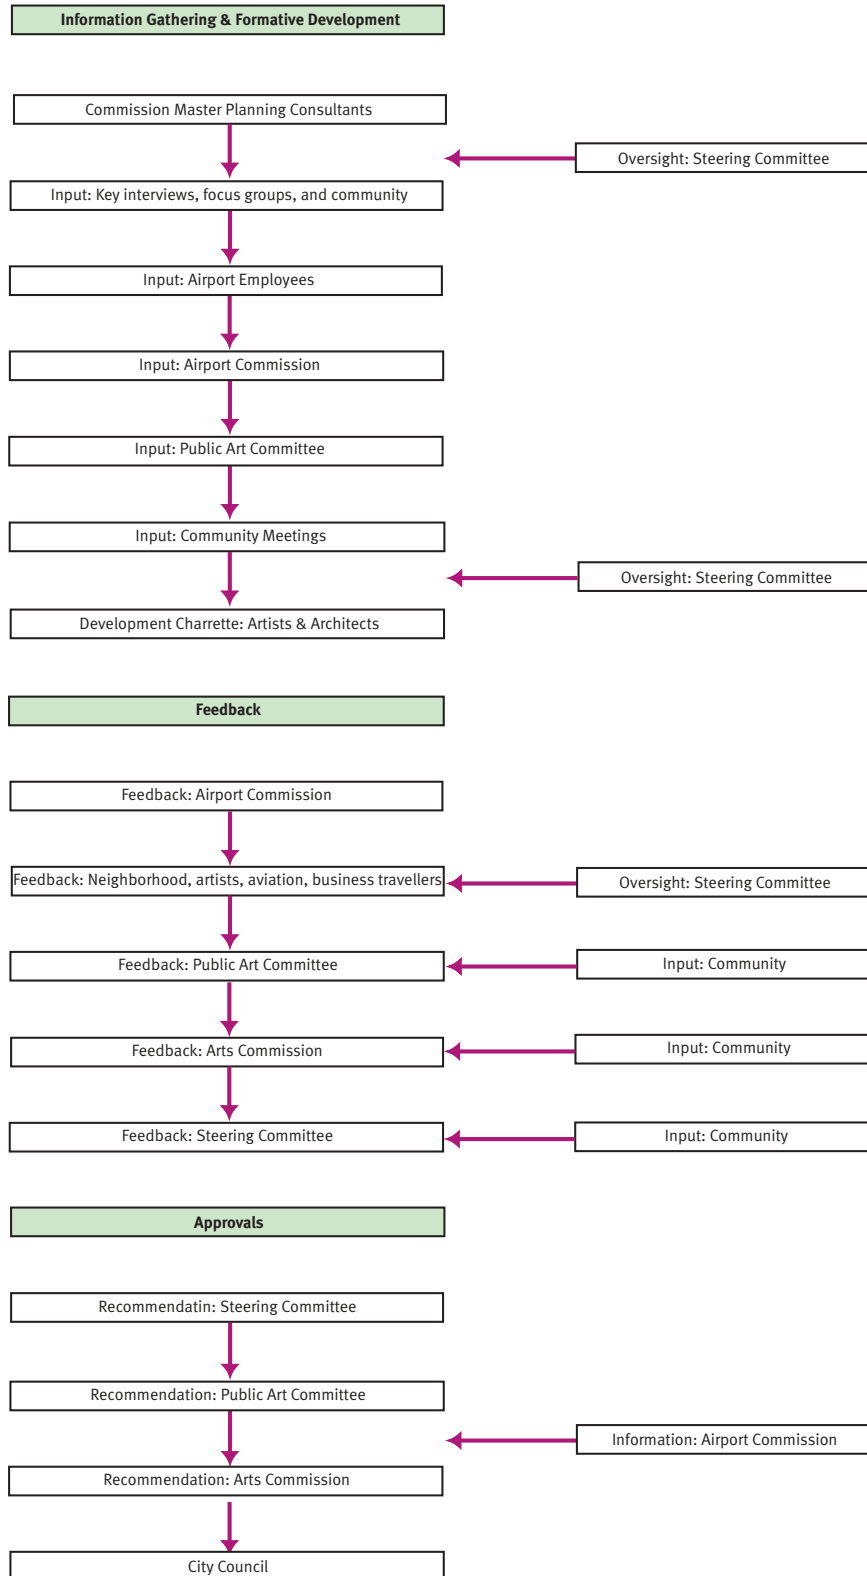 Information Gathering & Formative Development
Commission Master Planning Consultants
Oversight: Steering Committee
Input: Key interviews, focus groups, and community
Input: Airport Employees
Input: Airport Commission
Input: Public Art Committee
Input: Community Meetings
Oversight: Steering Committee
Development Charrette: Artists & Architects
Feedback
Feedback: Airport Commission
Feedback: Neighborhood, artists, aviation, business travellers
Oversight: Steering Committee
Feedback: Public Art Committee
Input: Community
Feedback: Arts Commission
Input: Community
Feedback: Steering Committee
Input: Community
Approvals
Recommendatin: Steering Committee
Recommendation: Public Art Committee
Information: Airport Commission
Recommendation: Arts Commission
City Council